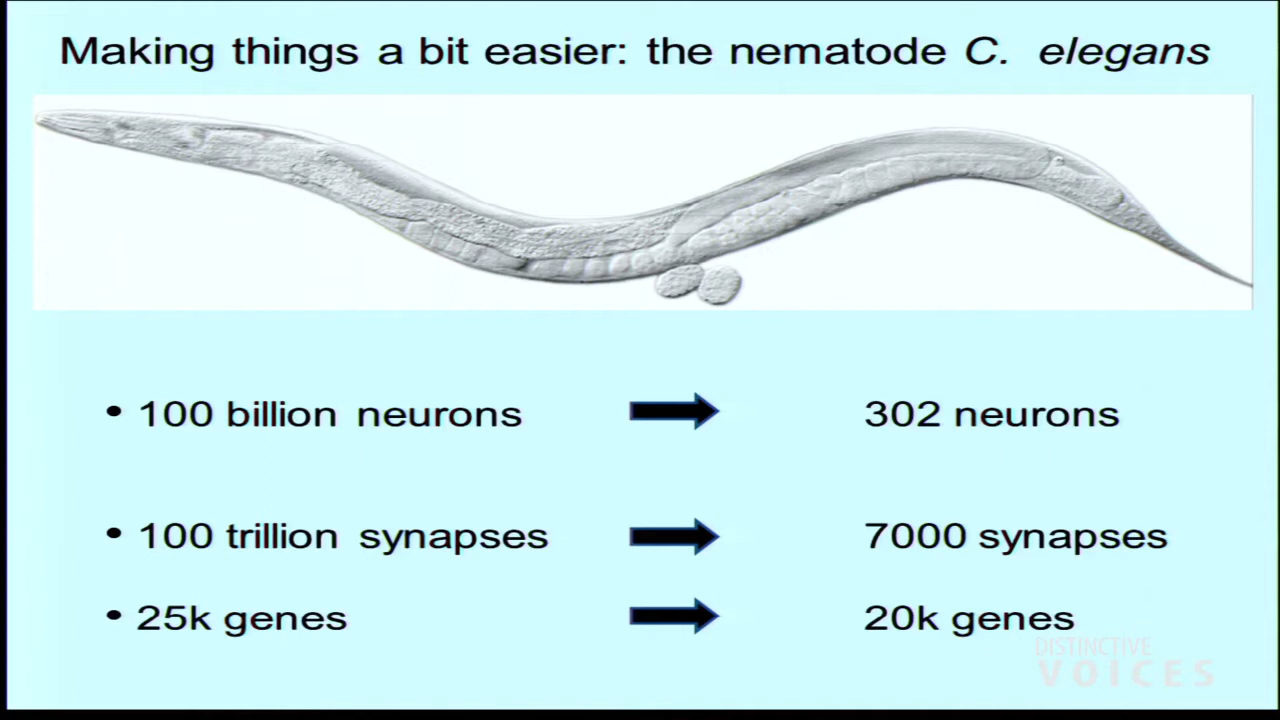 Making things a bit easier: the nematode C. elegans
• 100 billion neurons 302 neurons
• 100 trillion synapses 7000 synapses
• 25k genes 20k genes
DISTINCTIVE
VOICES